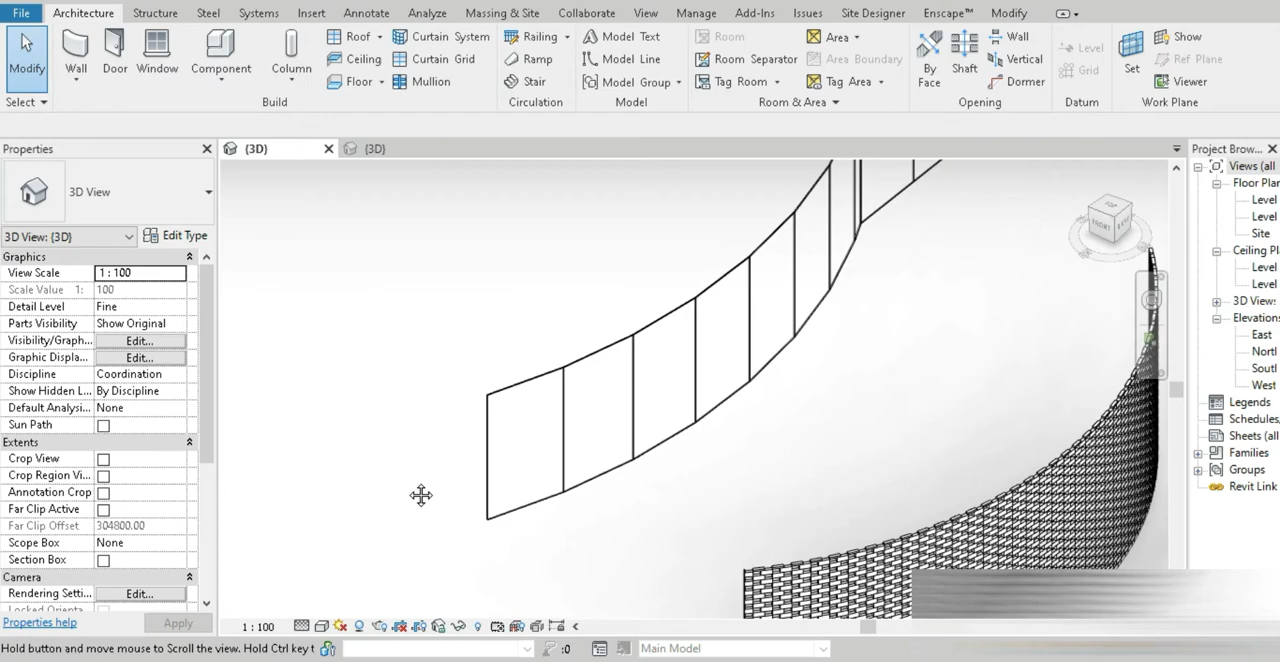 File Architecture Structure Steel Systems Insert Annotate Analyze Massing & Site Collaborate View Manage Add-Ins Issues Site Designer Enscape™ Modify
Modify
Select
Wall
Door
Window
Component
Column
Roof
Ceiling
Floor
Curtain System
Curtain Grid
Mullion
Build
Railing
Ramp
Stair
Circulation
Model Text
Model Line
Model Group
Model
Room
Room Separator
Tag Room
Area
Area Boundary
Tag Area
Room & Area
By
Face
Shaft
Wall
Vertical
Dormer
Opening
Level
Grid
Datum
Set
Show
Ref Plane
Viewer
Work Plane
Properties
3D View
3D View: {3D}
Edit Type
Graphics
View Scale 1 : 100
Scale Value 1: 100
Detail Level Fine
Parts Visibility Show Original
Visibility/Graph... Edit...
Graphic Displa... Edit...
Discipline Coordination
Show Hidden L... By Discipline
Default Analysi... None
Sun Path
Extents
Crop View
Crop Region Vi...
Annotation Crop
Far Clip Active
Far Clip Offset 304800.00
Scope Box None
Section Box
Camera
Rendering Setti... Edit...
Locked Orienta...
Properties help Apply
{3D} {3D}
TOP
FRONT
1 : 100
Project Brow...
Views (all
Floor Plan
Level
Level
Site
Ceiling Pl
Level
Level
3D View:
Elevations
East
North
South
West
Legends
Schedules,
Sheets (all
Families
Groups
Revit Link
Hold button and move mouse to Scroll the view. Hold Ctrl key t
:0
Main Model